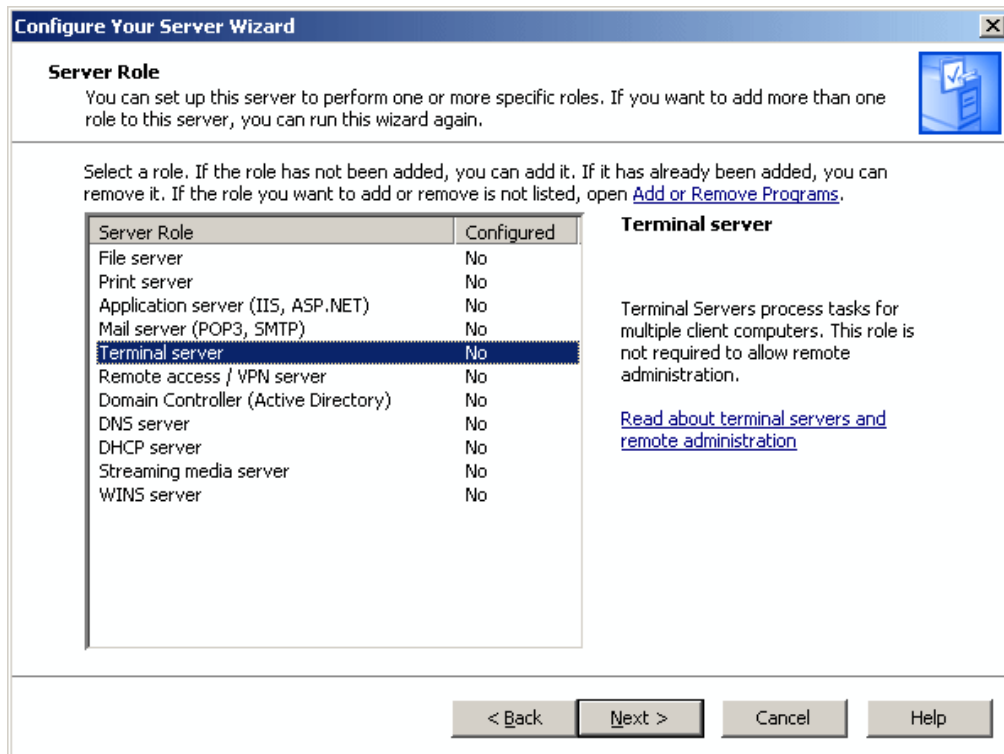 Configure Your Server Wizard
Server Role
You can set up this server to perform one or more specific roles. If you want to add more than one
role to this server, you can run this wizard again.
Select a role. If the role has not been added, you can add it. If it has already been added, you can
remove it. If the role you want to add or remove is not listed, open Add or Remove Programs.
Server Role Configured
File server No
Print server No
Application server (IIS, ASP.NET) No
Mail server (POP3, SMTP) No
Terminal server No
Remote access / VPN server No
Domain Controller (Active Directory) No
DNS server No
DHCP server No
Streaming media server No
WINS server No
Terminal server
Terminal Servers process tasks for
multiple client computers. This role is
not required to allow remote
administration.
Read about terminal servers and
remote administration
< Back Next > Cancel Help